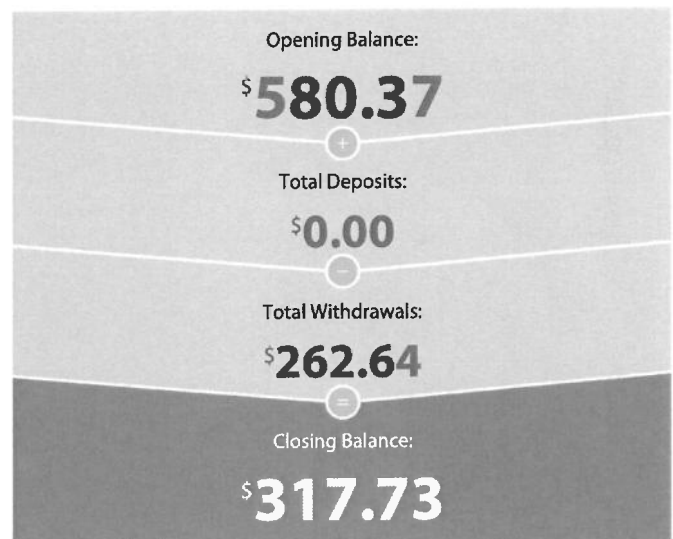 Opening Balance:
$580.37
+
Total Deposits:
$0.00
−
Total Withdrawals:
$262.64
=
Closing Balance:
$317.73